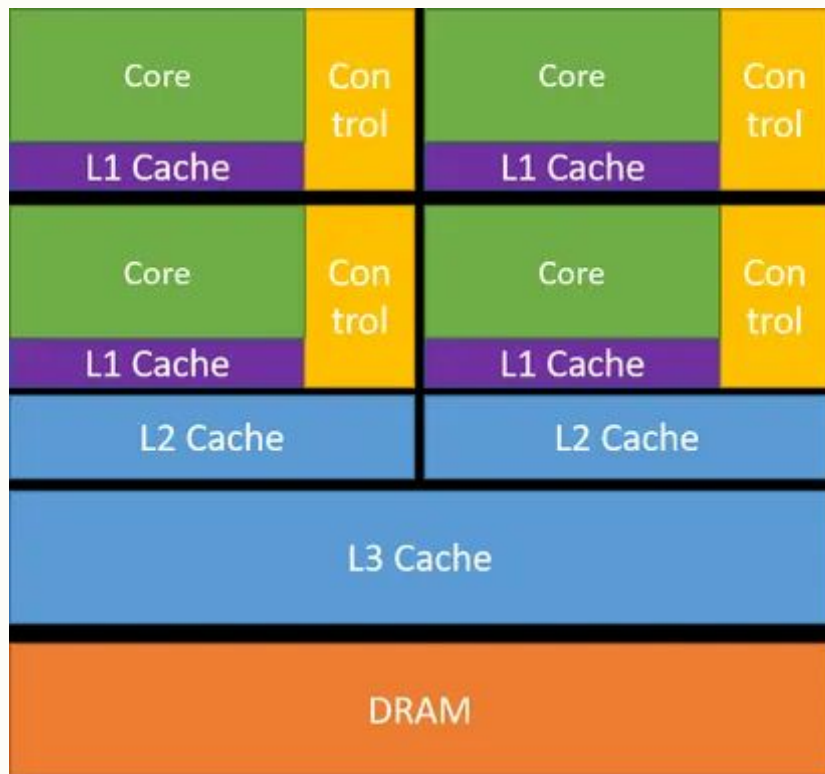 Core
Con
trol
L1 Cache
Core
Con
trol
L1 Cache
Core
Con
trol
L1 Cache
Core
Con
trol
L1 Cache
L2 Cache
L2 Cache
L3 Cache
DRAM